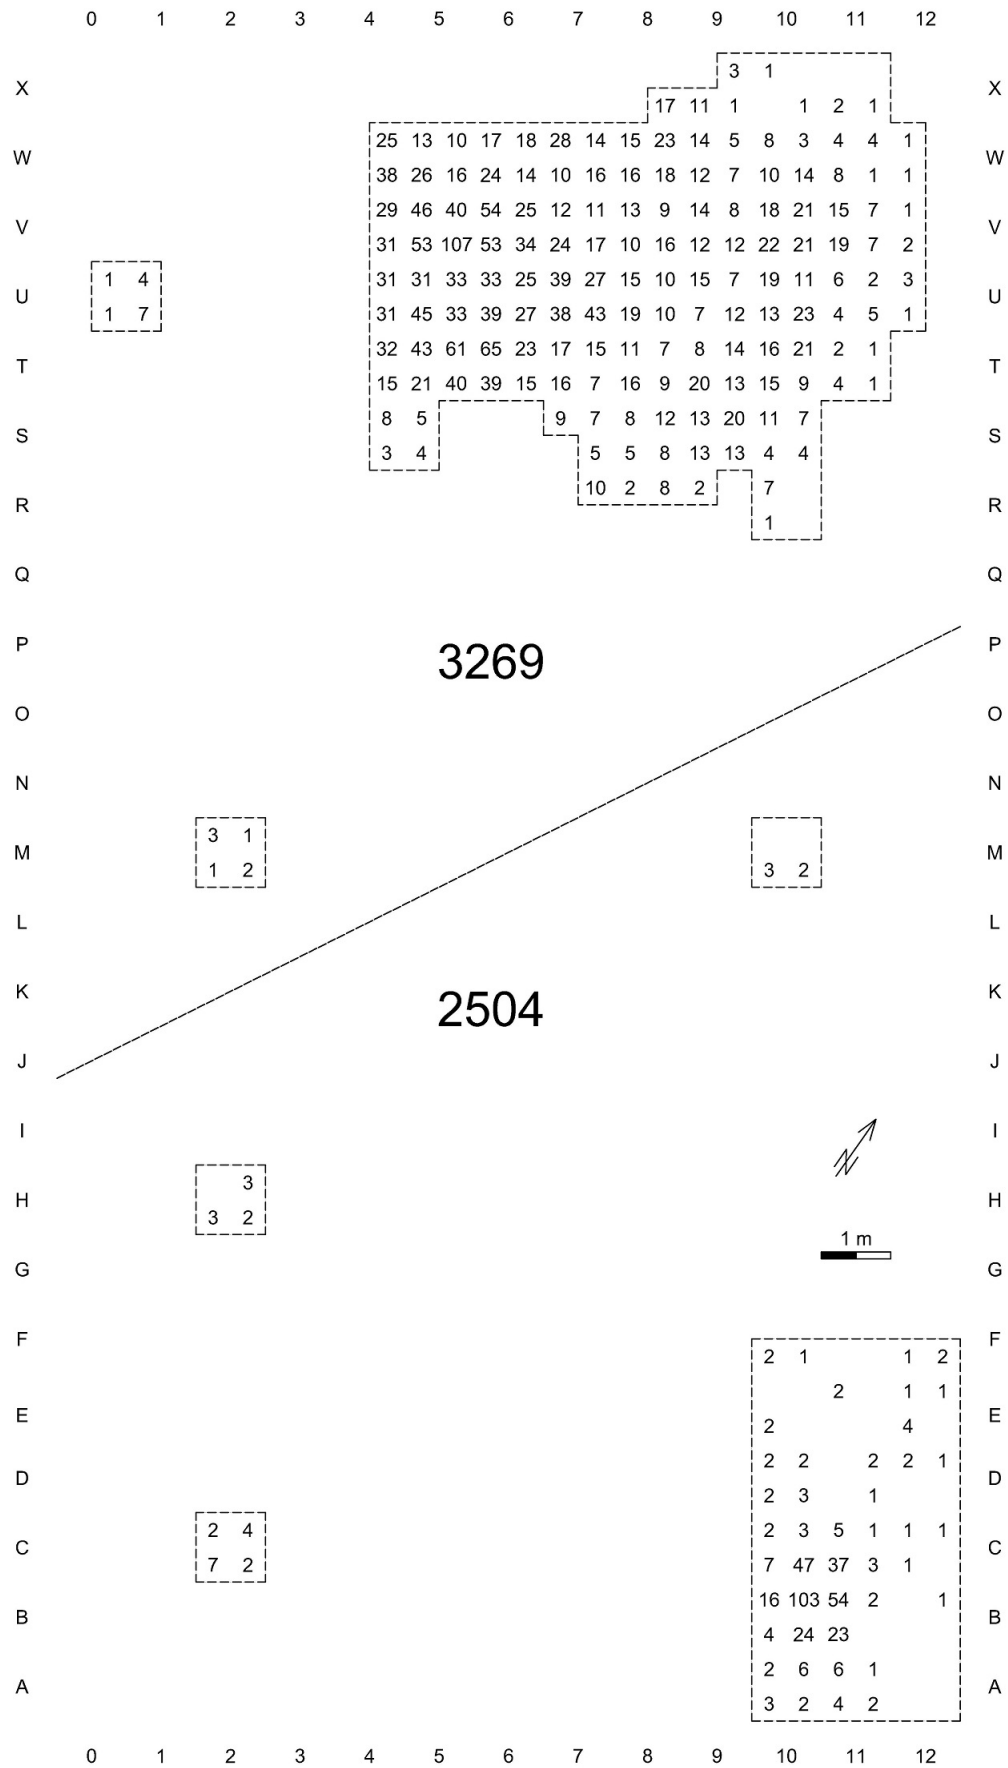 0 1 2 3 4 5 6 7 8 9 10 11 12
3 1
X X
17 11 1 1 2 1
25 13 10 17 18 28 14 15 23 14 5 8 3 4 4 1
W W
38 26 16 24 14 10 16 16 18 12 7 10 14 8 1 1
29 46 40 54 25 12 11 13 9 14 8 18 21 15 7 1
V V
31 53 107 53 34 24 17 10 16 12 12 22 21 19 7 2
1 4 31 31 33 33 25 39 27 15 10 15 7 19 11 6 2 3
U U
1 7 31 45 33 39 27 38 43 19 10 7 12 13 23 4 5 1
32 43 61 65 23 17 15 11 7 8 14 16 21 2 1
T T
15 21 40 39 15 16 7 16 9 20 13 15 9 4 1
8 5 9 7 8 12 13 20 11 7
S S
3 4 5 5 8 13 13 4 4
10 2 8 2 7
R R
1
Q Q
P P
3269
O O
N N
3 1
M M
1 2 3 2
L L
K K
2504
J J
I I
3
H H
3 2
1 m
G G
F F
2 1 1 2
2 1 1
E E
2 4
2 2 2 2 1
D D
2 3 1
2 4 2 3 5 1 1 1
C C
7 2 7 47 37 3 1
16 103 54 2 1
B B
4 24 23
2 6 6 1
A A
3 2 4 2
0 1 2 3 4 5 6 7 8 9 10 11 12